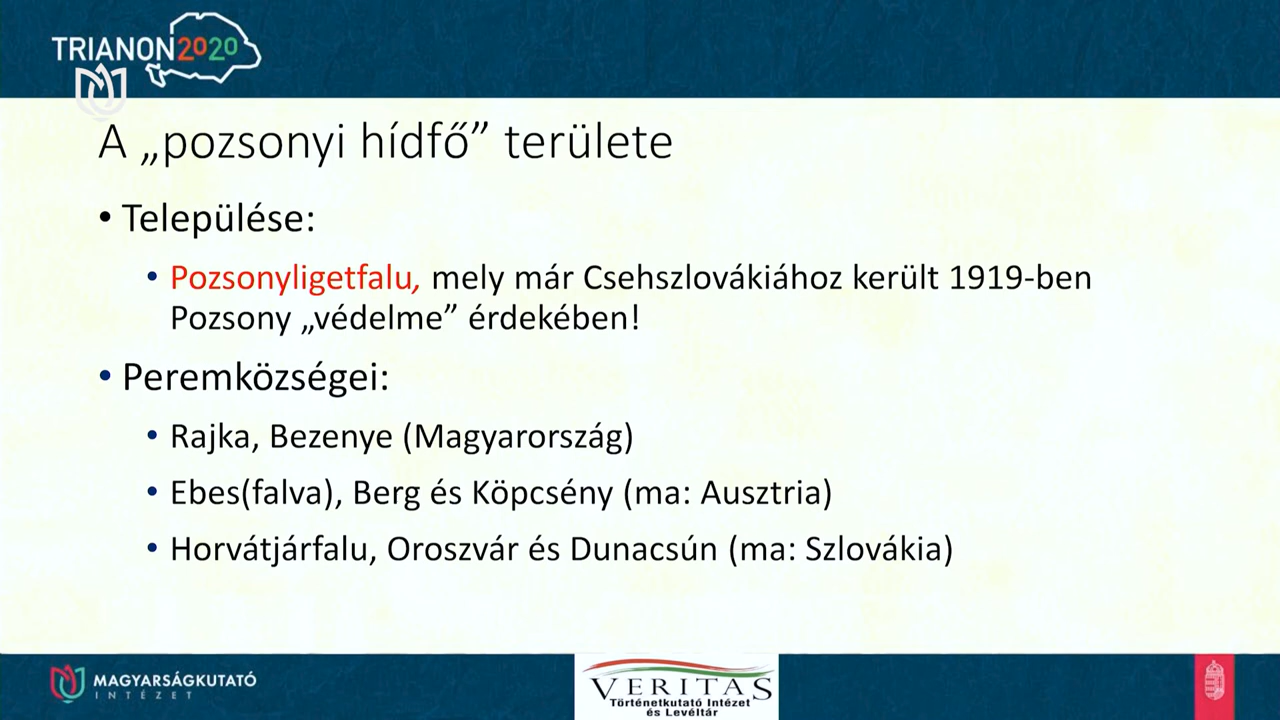 TRIANON2020
A „pozsonyi hídfő” területe
• Települése:
• Pozsonyligetfalu, mely már Csehszlovákiához került 1919-ben
Pozsony „védelme” érdekében!
• Peremközségei:
• Rajka, Bezenye (Magyarország)
• Ebes(falva), Berg és Köpcsény (ma: Ausztria)
• Horvátjárfalu, Oroszvár és Dunacsún (ma: Szlovákia)
MAGYARSÁGKUTATÓ
INTÉZET
VERITAS
Történetkutató Intézet
és Levéltár